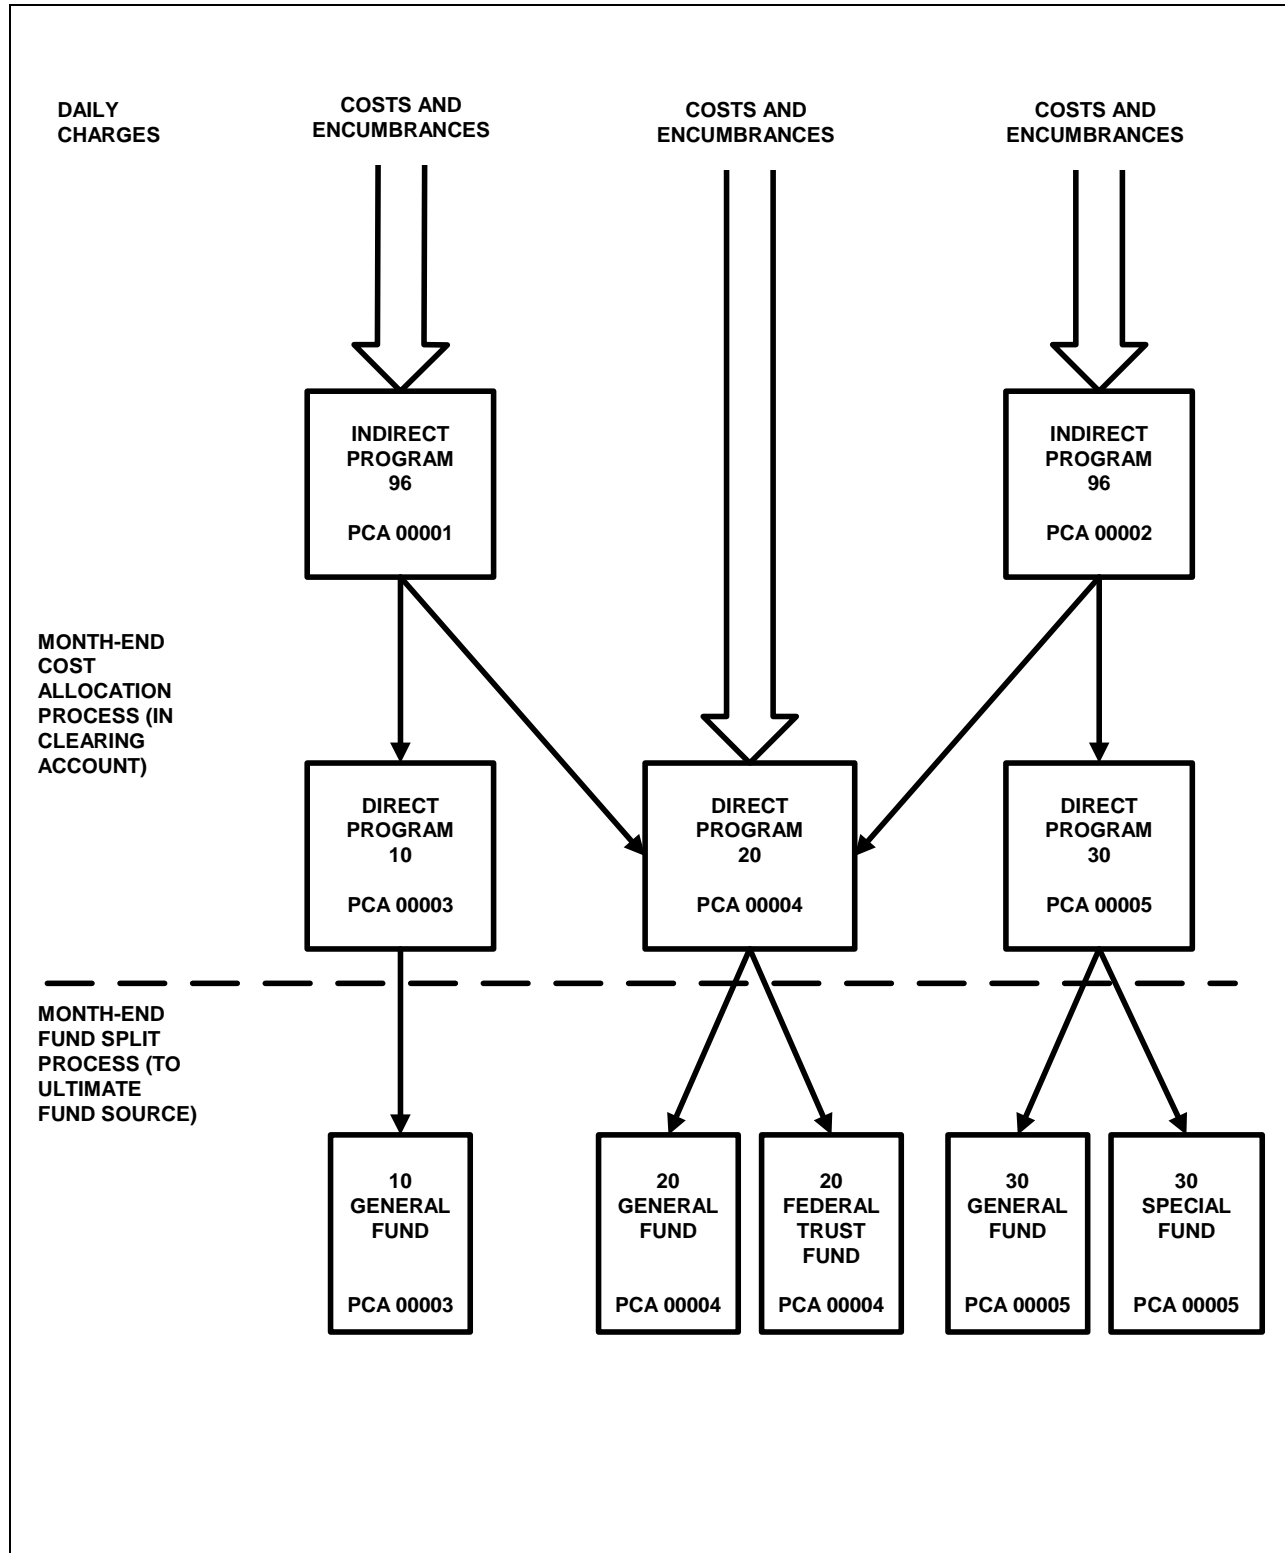 DAILY
CHARGES
COSTS AND
ENCUMBRANCES
COSTS AND
ENCUMBRANCES
COSTS AND
ENCUMBRANCES
INDIRECT
PROGRAM
96
PCA 00001
INDIRECT
PROGRAM
96
PCA 00002
MONTH-END
COST
ALLOCATION
PROCESS (IN
CLEARING
ACCOUNT)
DIRECT
PROGRAM
10
PCA 00003
DIRECT
PROGRAM
20
PCA 00004
DIRECT
PROGRAM
30
PCA 00005
MONTH-END
FUND SPLIT
PROCESS (TO
ULTIMATE
FUND SOURCE)
10
GENERAL
FUND
PCA 00003
20
GENERAL
FUND
PCA 00004
20
FEDERAL
TRUST
FUND
PCA 00004
30
GENERAL
FUND
PCA 00005
30
SPECIAL
FUND
PCA 00005